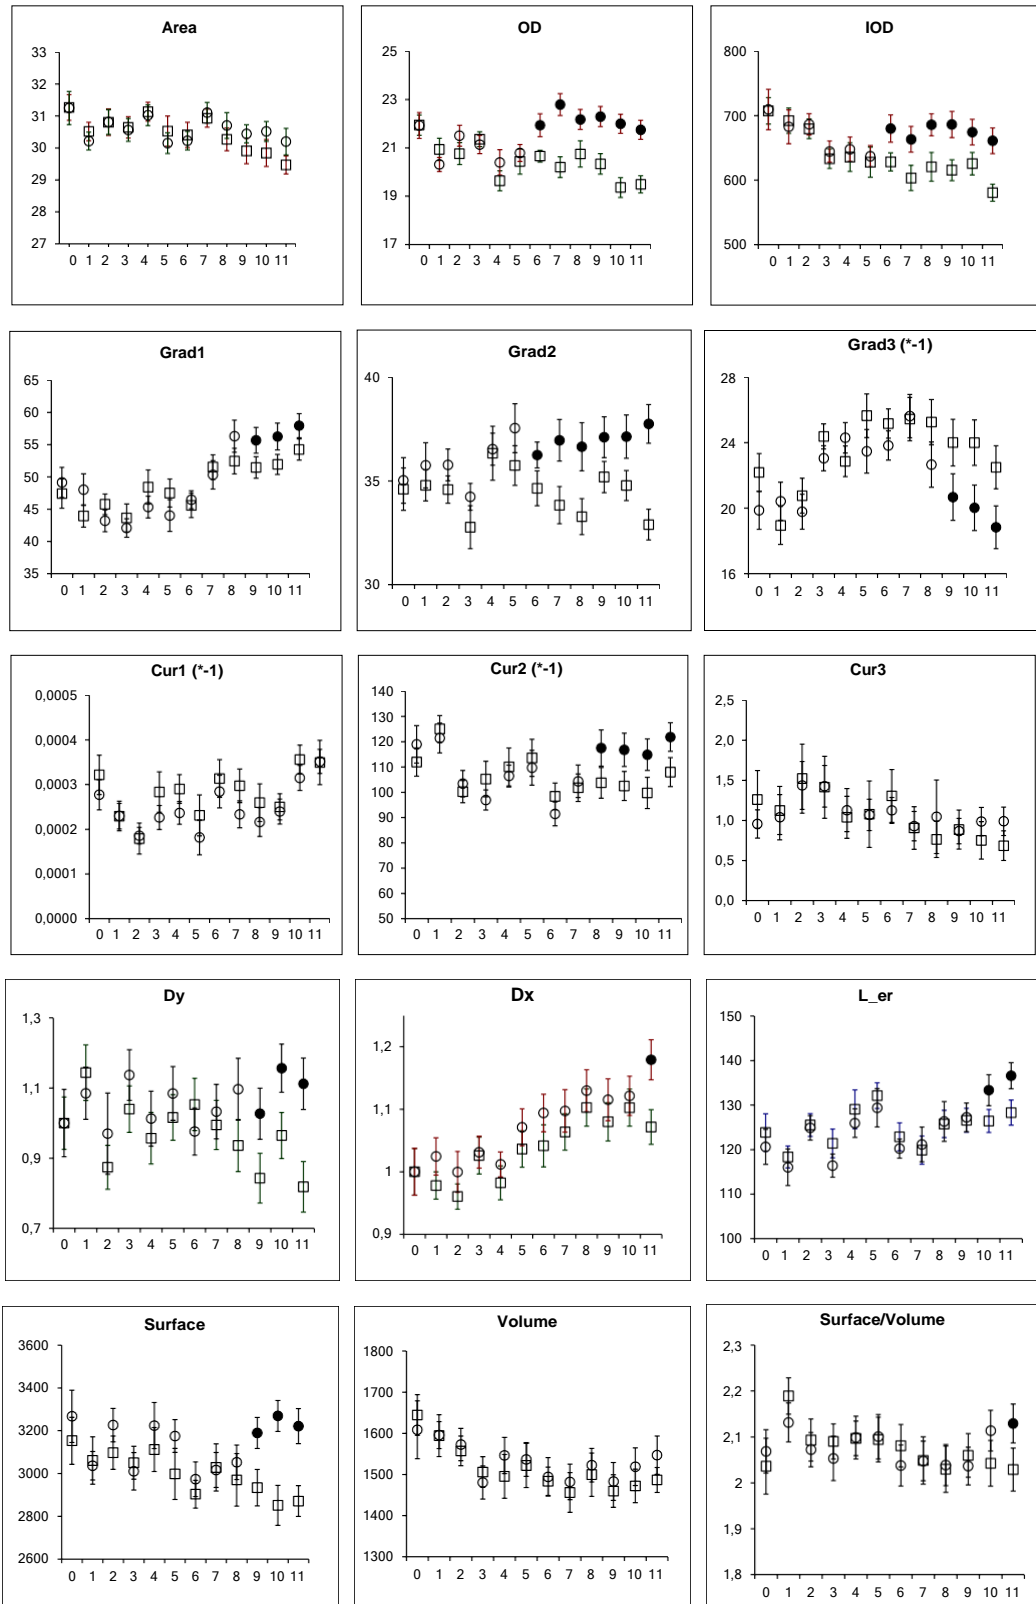 Area
33
32
31
30
29
28
27
0 1 2 3 4 5 6 7 8 9 10 11
OD
25
23
21
19
17
0 1 2 3 4 5 6 7 8 9 10 11
IOD
800
700
600
500
0 1 2 3 4 5 6 7 8 9 10 11
Grad1
65
60
55
50
45
40
35
0 1 2 3 4 5 6 7 8 9 10 11
Grad2
40
35
30
0 1 2 3 4 5 6 7 8 9 10 11
Grad3 (*-1)
28
24
20
16
0 1 2 3 4 5 6 7 8 9 10 11
Cur1 (*-1)
0,0005
0,0004
0,0003
0,0002
0,0001
0,0000
0 1 2 3 4 5 6 7 8 9 10 11
Cur2 (*-1)
140
130
120
110
100
90
80
70
60
50
0 1 2 3 4 5 6 7 8 9 10 11
Cur3
2,5
2,0
1,5
1,0
0,5
0,0
0 1 2 3 4 5 6 7 8 9 10 11
Dy
1,3
1,1
0,9
0,7
0 1 2 3 4 5 6 7 8 9 10 11
Dx
1,2
1,1
1
0,9
0 1 2 3 4 5 6 7 8 9 10 11
L_er
150
140
130
120
110
100
0 1 2 3 4 5 6 7 8 9 10 11
Surface
3600
3400
3200
3000
2800
2600
0 1 2 3 4 5 6 7 8 9 10 11
Volume
1800
1700
1600
1500
1400
1300
0 1 2 3 4 5 6 7 8 9 10 11
Surface/Volume
2,3
2,2
2,1
2
1,9
1,8
0 1 2 3 4 5 6 7 8 9 10 11